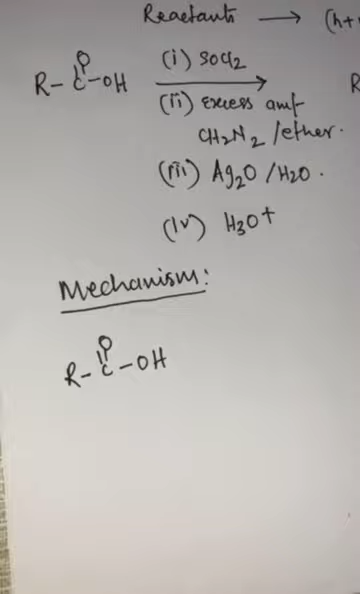 Reactants → (h+
R-C(=O)-OH (i) SOCl2 R
(ii) Excess amt
CH2N2/ether.
(iii) Ag2O/H2O.
(iv) H3O+
Mechanism:
R-C(=O)-OH